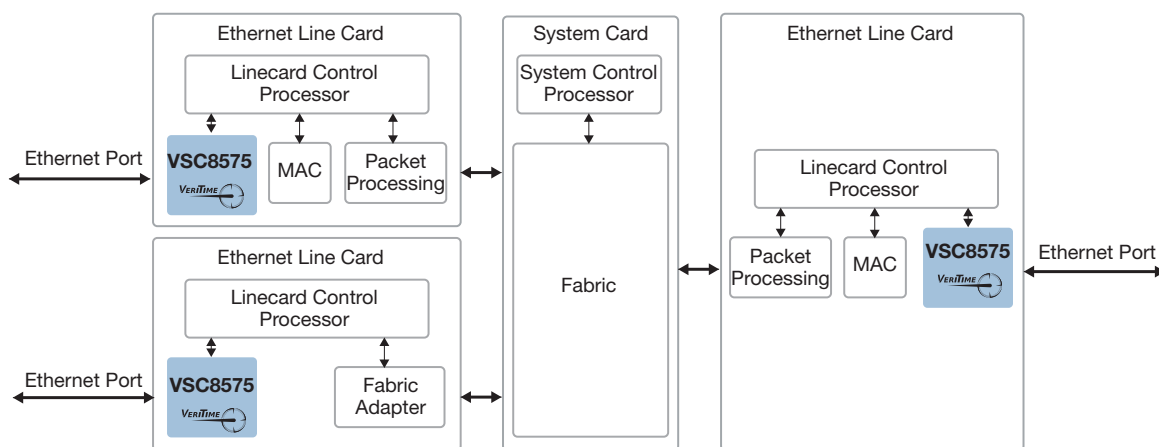 Ethernet Line Card
Linecard Control
Processor
Ethernet Port
VSC8575
VERITIME
MAC
Packet
Processing
Ethernet Line Card
Linecard Control
Processor
Ethernet Port
VSC8575
VERITIME
Fabric
Adapter
System Card
System Control
Processor
Fabric
Ethernet Line Card
Linecard Control
Processor
Packet
Processing
MAC
VSC8575
VERITIME
Ethernet Port